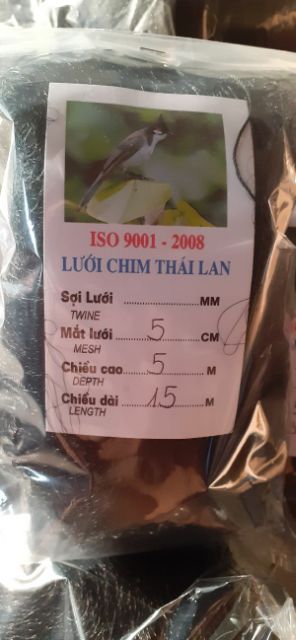 ISO 9001 - 2008
LƯỚI CHIM THÁI LAN
Sợi Lưới ................. MM
TWINE
Mắt lưới ......5...... CM
MESH
Chiều cao ....5....... M
DEPTH
Chiều dài ....15...... M
LENGTH